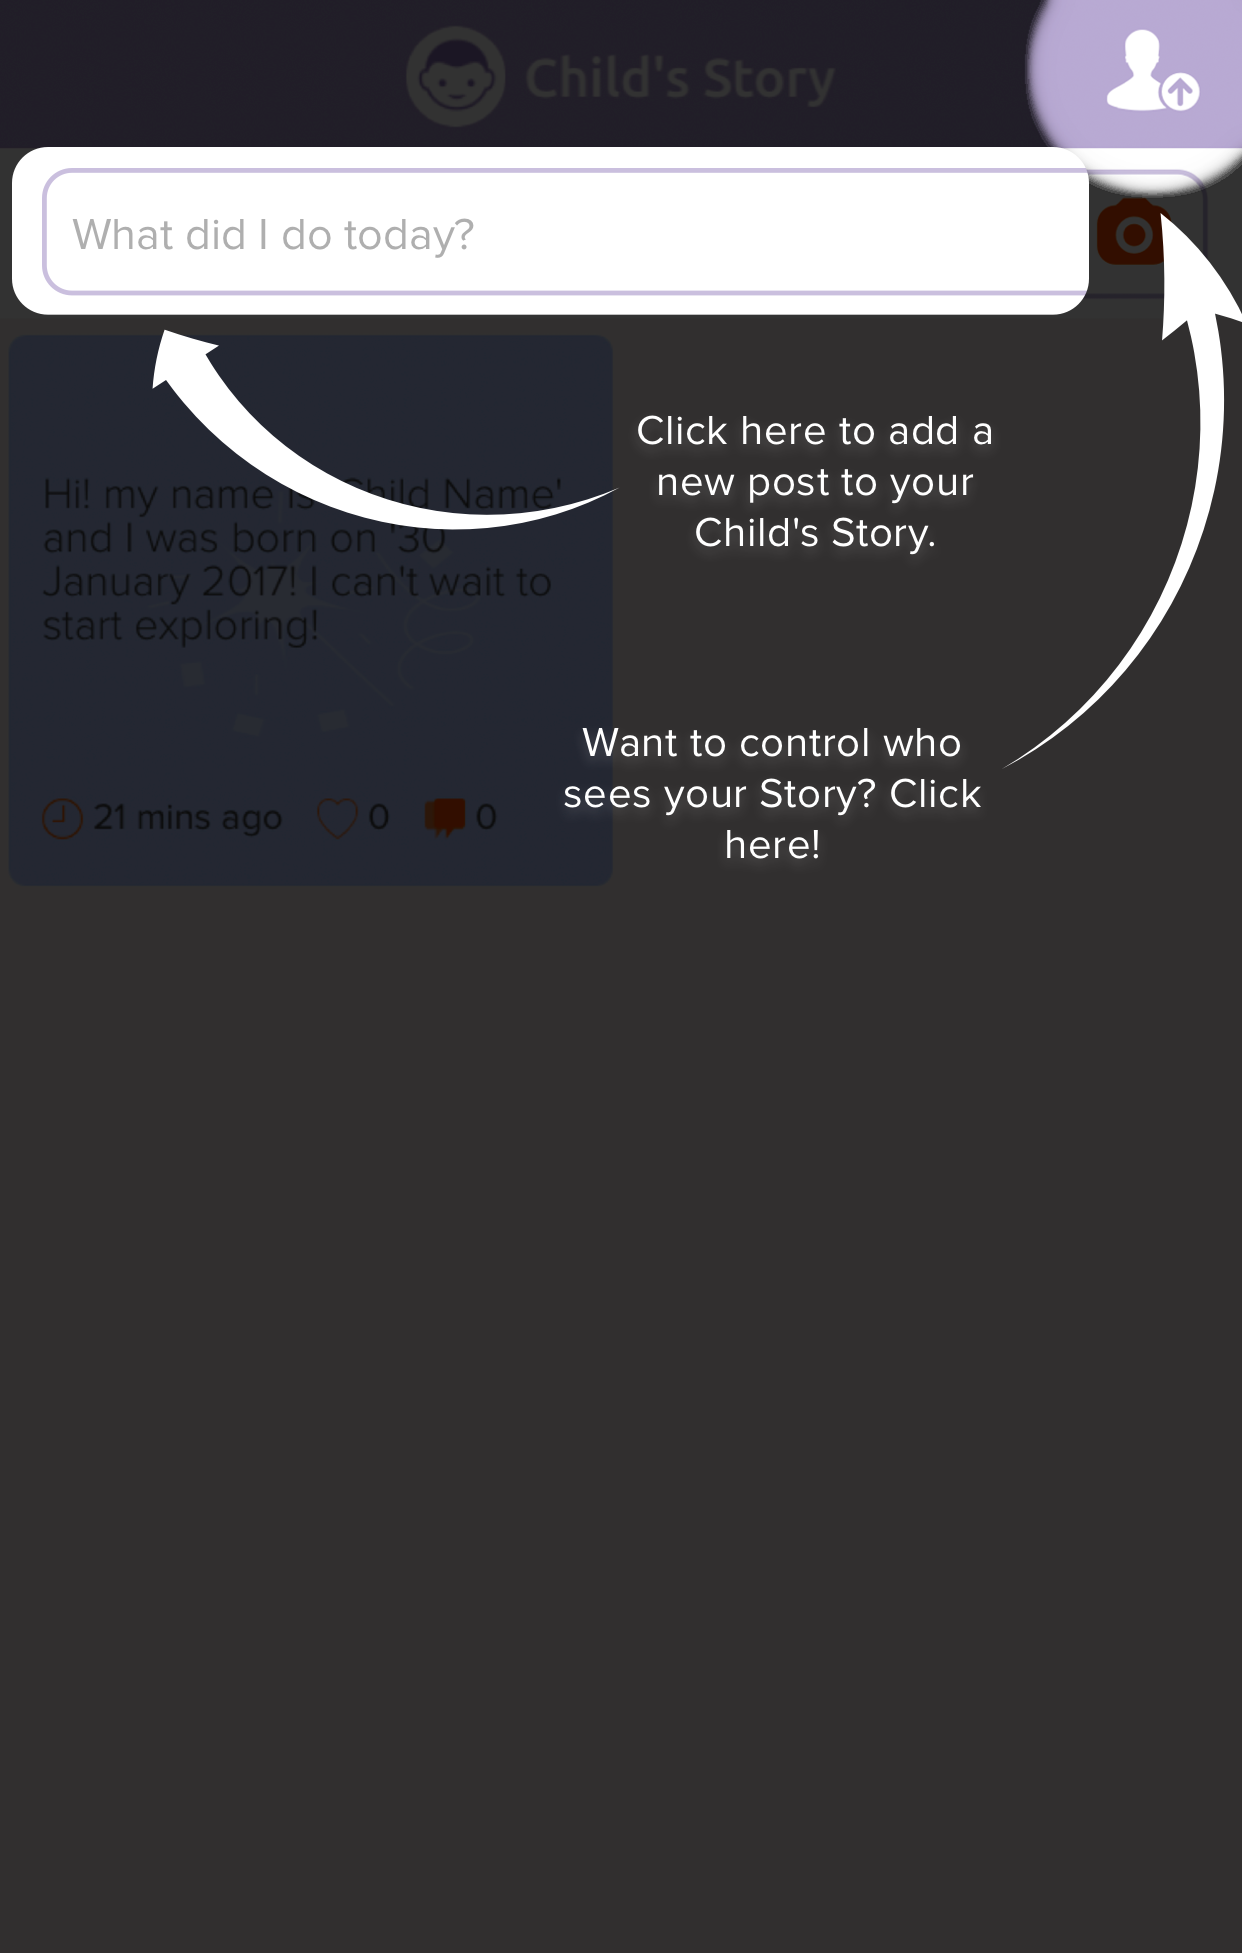 Child's Story
What did I do today?
Click here to add a
new post to your
Child's Story.
Hi! my name is 'Child Name'
and I was born on '30
January 2017! I can't wait to
start exploring!
Want to control who
sees your Story? Click
here!
21 mins ago 0 0